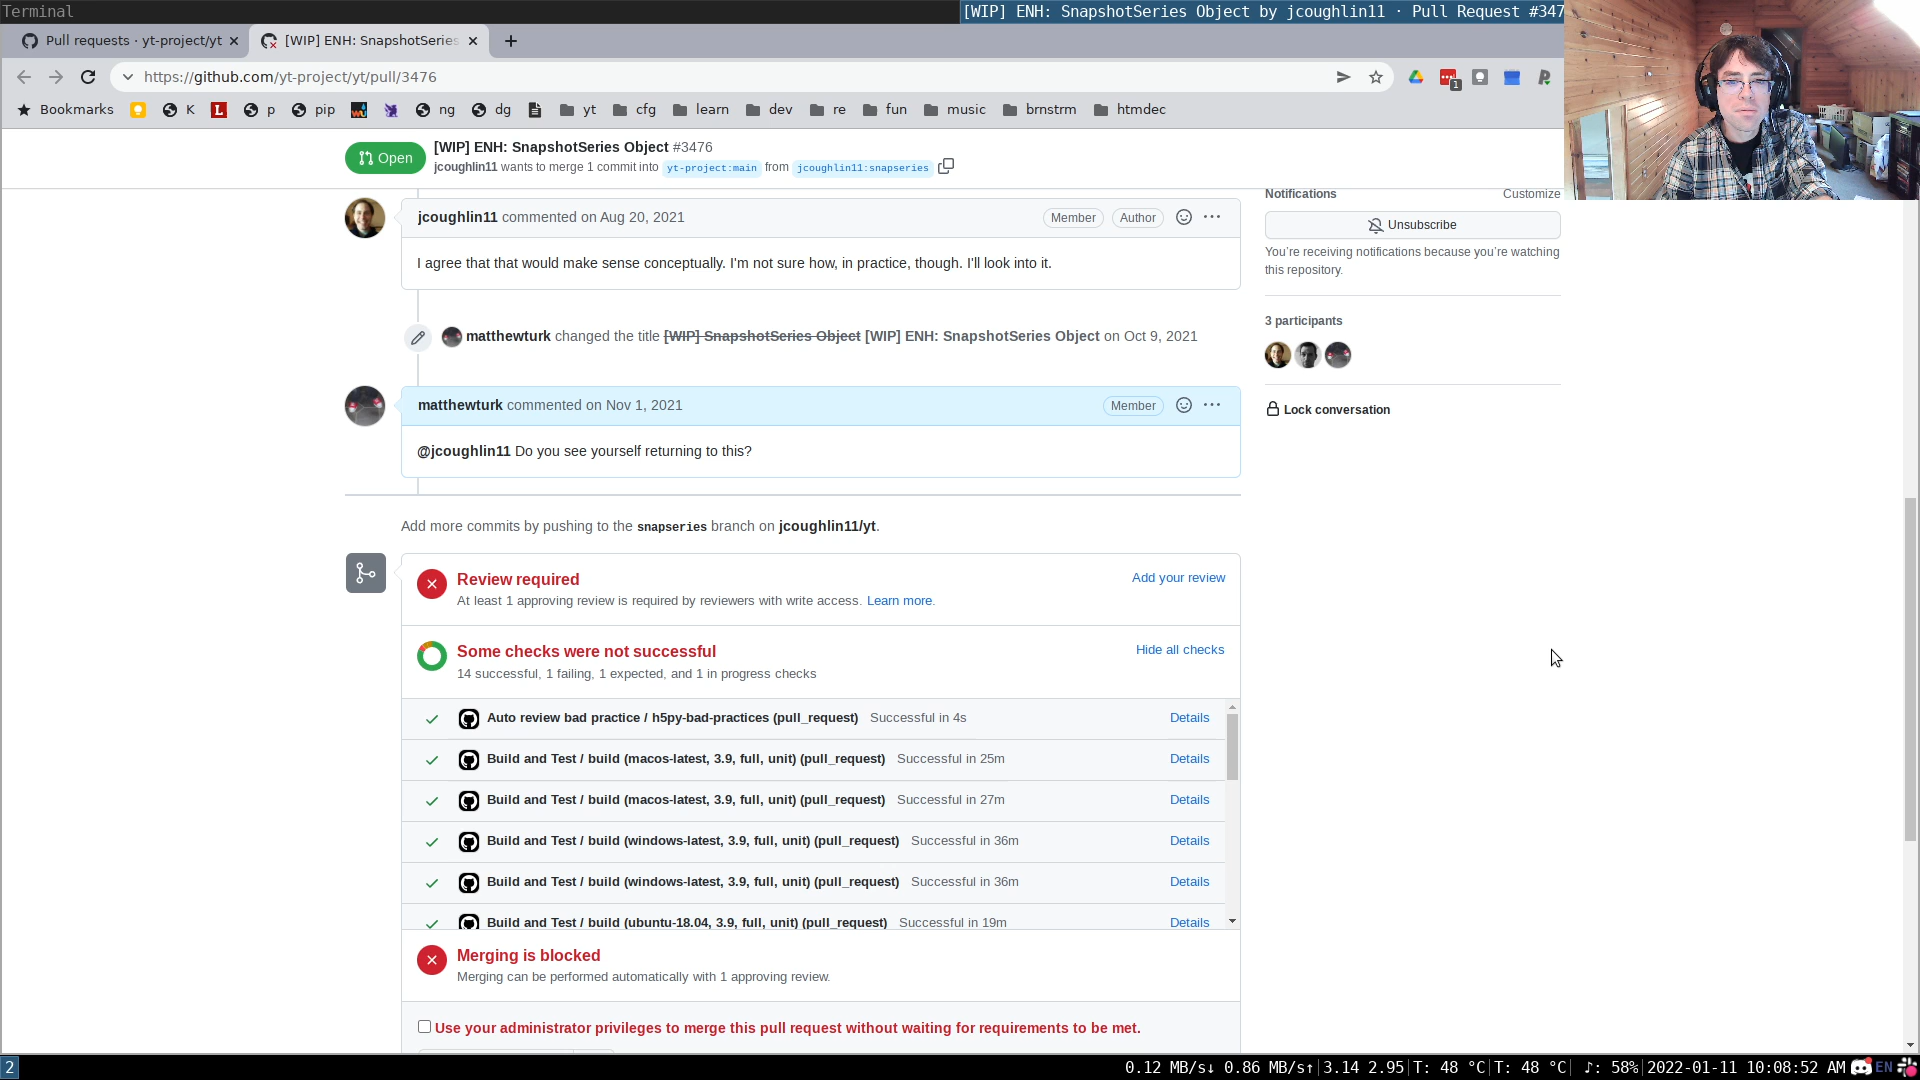 Terminal
[WIP] ENH: SnapshotSeries Object by jcoughlin11 · Pull Request #347
Pull requests · yt-project/yt
[WIP] ENH: SnapshotSeries
https://github.com/yt-project/yt/pull/3476
1
Bookmarks K L p pip ng dg yt cfg learn dev re fun music brnstrm htmdec
Open
[WIP] ENH: SnapshotSeries Object #3476
jcoughlin11 wants to merge 1 commit into yt-project:main from jcoughlin11:snapseries
jcoughlin11 commented on Aug 20, 2021 Member Author
I agree that that would make sense conceptually. I'm not sure how, in practice, though. I'll look into it.
matthewturk changed the title [WIP] SnapshotSeries Object [WIP] ENH: SnapshotSeries Object on Oct 9, 2021
matthewturk commented on Nov 1, 2021 Member
@jcoughlin11 Do you see yourself returning to this?
Add more commits by pushing to the snapseries branch on jcoughlin11/yt.
Review required
Add your review
At least 1 approving review is required by reviewers with write access. Learn more.
Some checks were not successful
Hide all checks
14 successful, 1 failing, 1 expected, and 1 in progress checks
Auto review bad practice / h5py-bad-practices (pull_request) Successful in 4s Details
Build and Test / build (macos-latest, 3.9, full, unit) (pull_request) Successful in 25m Details
Build and Test / build (macos-latest, 3.9, full, unit) (pull_request) Successful in 27m Details
Build and Test / build (windows-latest, 3.9, full, unit) (pull_request) Successful in 36m Details
Build and Test / build (windows-latest, 3.9, full, unit) (pull_request) Successful in 36m Details
Build and Test / build (ubuntu-18.04, 3.9, full, unit) (pull_request) Successful in 19m Details
Merging is blocked
Merging can be performed automatically with 1 approving review.
Use your administrator privileges to merge this pull request without waiting for requirements to be met.
Notifications Customize
Unsubscribe
You're receiving notifications because you're watching
this repository.
3 participants
Lock conversation
2
0.12 MB/s↓ 0.86 MB/s↑ 3.14 2.95 T: 48 °C T: 48 °C ♪: 58% 2022-01-11 10:08:52 AM EN